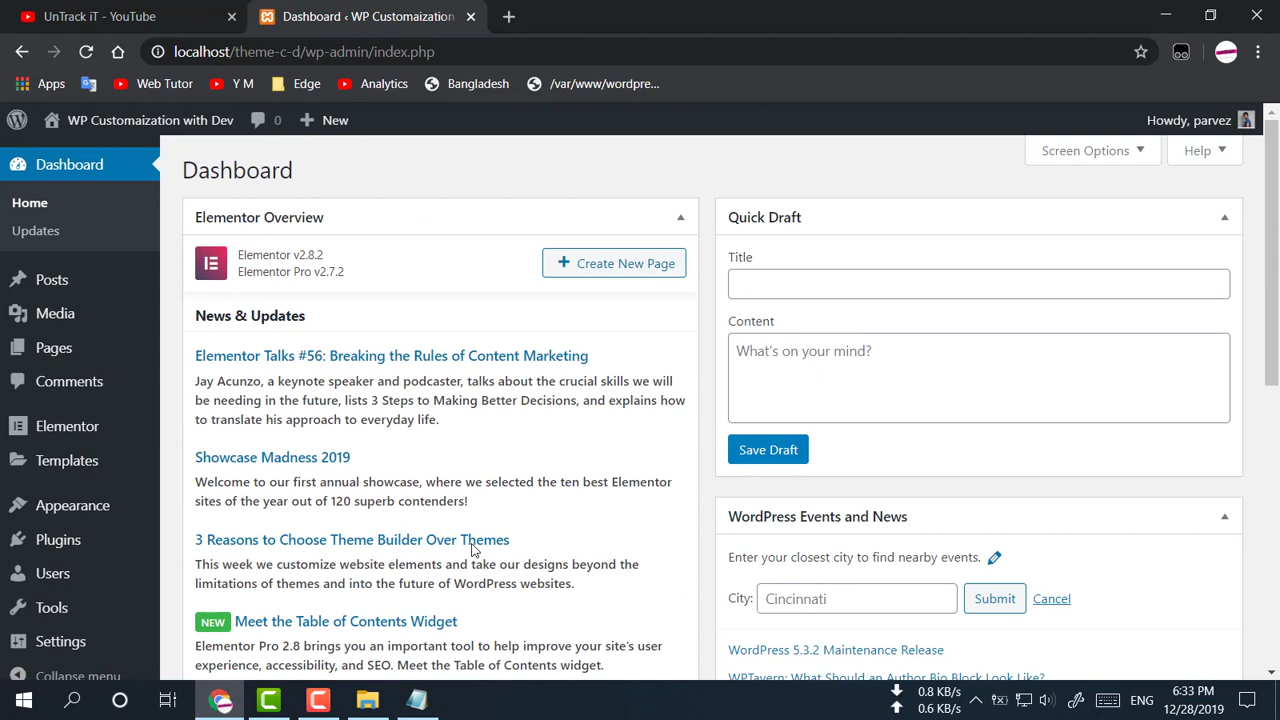 UnTrack iT - YouTube
Dashboard ‹ WP Customaization
localhost/theme-c-d/wp-admin/index.php
Apps
Web Tutor
Y M
Edge
Analytics
Bangladesh
/var/www/wordpre...
WP Customaization with Dev
0
New
Howdy, parvez
Dashboard
Home
Updates
Posts
Media
Pages
Comments
Elementor
Templates
Appearance
Plugins
Users
Tools
Settings
Collapse menu
Screen Options
Help
Dashboard
Elementor Overview
Elementor v2.8.2
Elementor Pro v2.7.2
Create New Page
News & Updates
Elementor Talks #56: Breaking the Rules of Content Marketing
Jay Acunzo, a keynote speaker and podcaster, talks about the crucial skills we will
be needing in the future, lists 3 Steps to Making Better Decisions, and explains how
to translate his approach to everyday life.
Showcase Madness 2019
Welcome to our first annual showcase, where we selected the ten best Elementor
sites of the year out of 120 superb contenders!
3 Reasons to Choose Theme Builder Over Themes
This week we customize website elements and take our designs beyond the
limitations of themes and into the future of WordPress websites.
NEW Meet the Table of Contents Widget
Elementor Pro 2.8 brings you an important tool to help improve your site's user
experience, accessibility, and SEO. Meet the Table of Contents widget.
Quick Draft
Title
Content
What's on your mind?
Save Draft
WordPress Events and News
Enter your closest city to find nearby events.
City: Cincinnati Submit Cancel
WordPress 5.3.2 Maintenance Release
WPTavern: What Should an Author Bio Block Look Like?
0.8 KB/s
0.6 KB/s
ENG
6:33 PM
12/28/2019